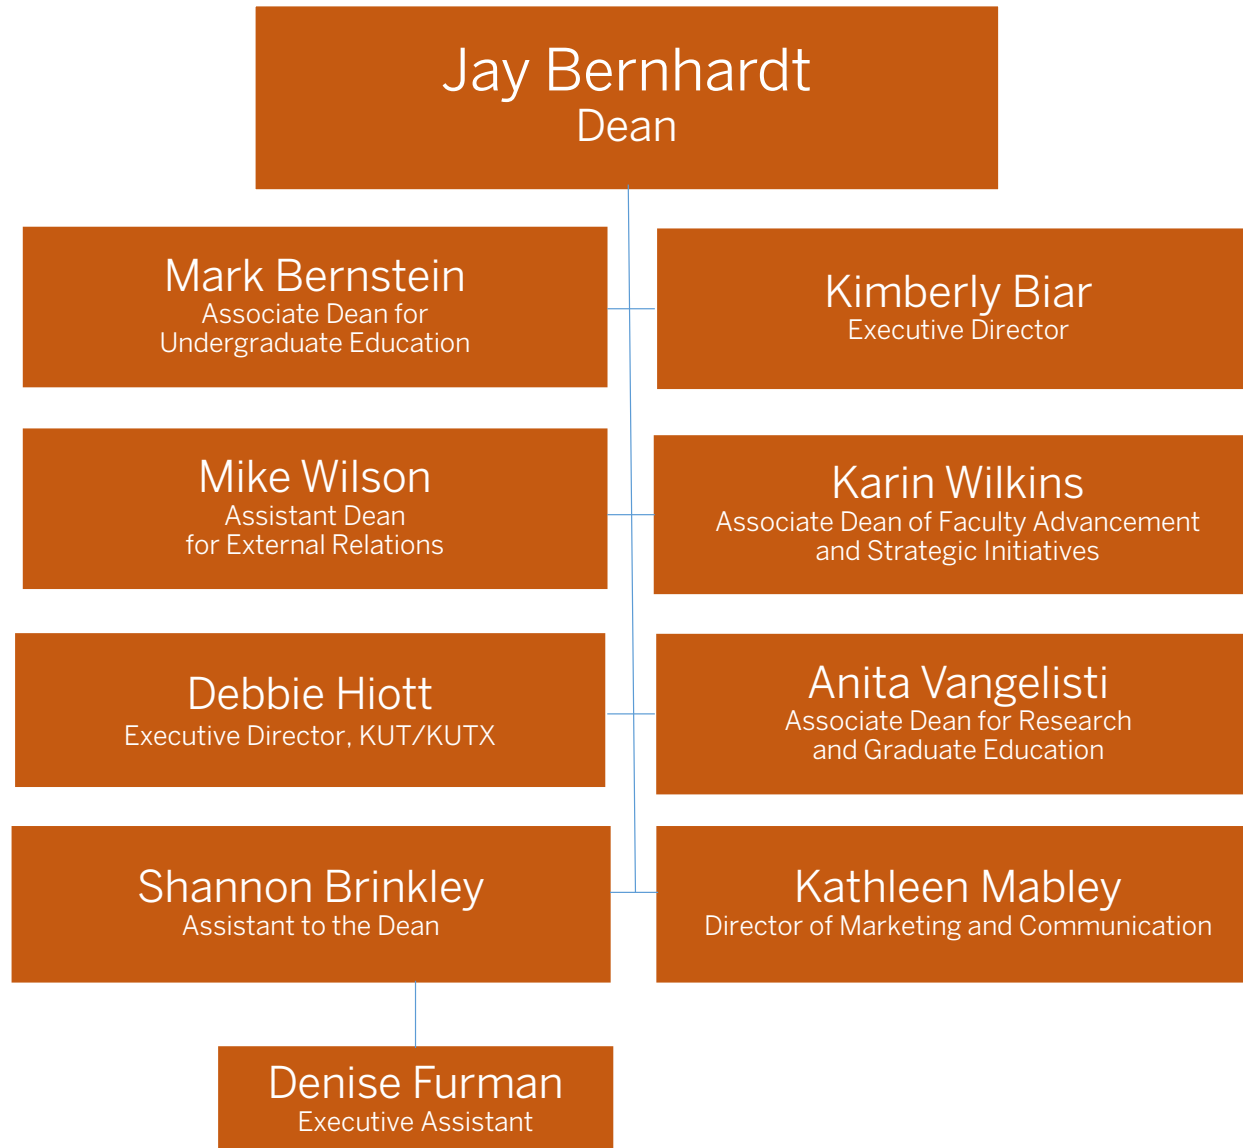 Jay Bernhardt
Dean
Mark Bernstein
Associate Dean for
Undergraduate Education
Kimberly Biar
Executive Director
Mike Wilson
Assistant Dean
for External Relations
Karin Wilkins
Associate Dean of Faculty Advancement
and Strategic Initiatives
Debbie Hiott
Executive Director, KUT/KUTX
Anita Vangelisti
Associate Dean for Research
and Graduate Education
Shannon Brinkley
Assistant to the Dean
Kathleen Mabley
Director of Marketing and Communication
Denise Furman
Executive Assistant